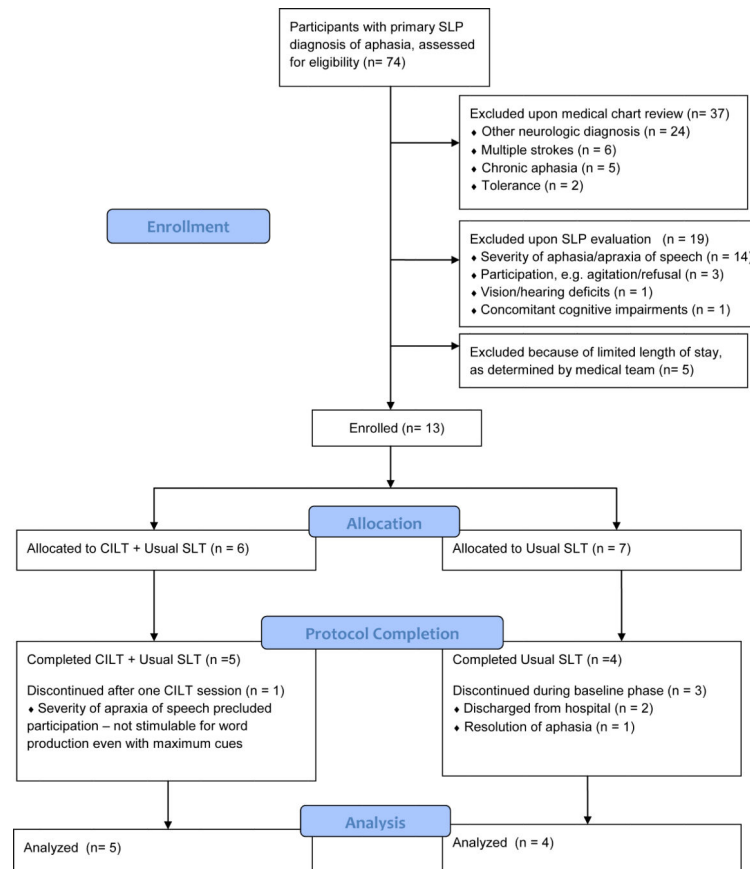 Participants with primary SLP
diagnosis of aphasia, assessed
for eligibility (n= 74)
Excluded upon medical chart review (n= 37)
♦ Other neurologic diagnosis (n = 24)
♦ Multiple strokes (n = 6)
♦ Chronic aphasia (n = 5)
♦ Tolerance (n = 2)
Enrollment
Excluded upon SLP evaluation (n = 19)
♦ Severity of aphasia/apraxia of speech (n = 14)
♦ Participation, e.g. agitation/refusal (n = 3)
♦ Vision/hearing deficits (n = 1)
♦ Concomitant cognitive impairments (n = 1)
Excluded because of limited length of stay,
as determined by medical team (n= 5)
Enrolled (n= 13)
Allocation
Allocated to CILT + Usual SLT (n = 6)
Allocated to Usual SLT (n = 7)
Protocol Completion
Completed CILT + Usual SLT (n =5)
Discontinued after one CILT session (n = 1)
♦ Severity of apraxia of speech precluded
participation – not stimulable for word
production even with maximum cues
Completed Usual SLT (n =4)
Discontinued during baseline phase (n = 3)
♦ Discharged from hospital (n = 2)
♦ Resolution of aphasia (n = 1)
Analysis
Analyzed (n= 5)
Analyzed (n = 4)